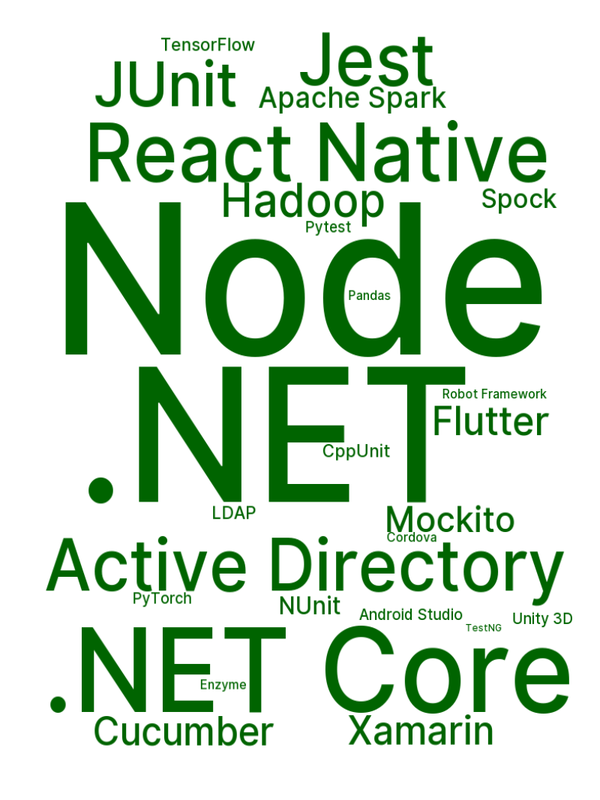 TensorFlow
Jest
JUnit
Apache Spark
React Native
Hadoop
Spock
Pytest
Node
Pandas
.NET
Robot Framework
Flutter
CppUnit
LDAP
Mockito
Cordova
Active Directory
PyTorch
NUnit
Android Studio
Unity 3D
TestNG
.NET Core
Enzyme
Cucumber
Xamarin